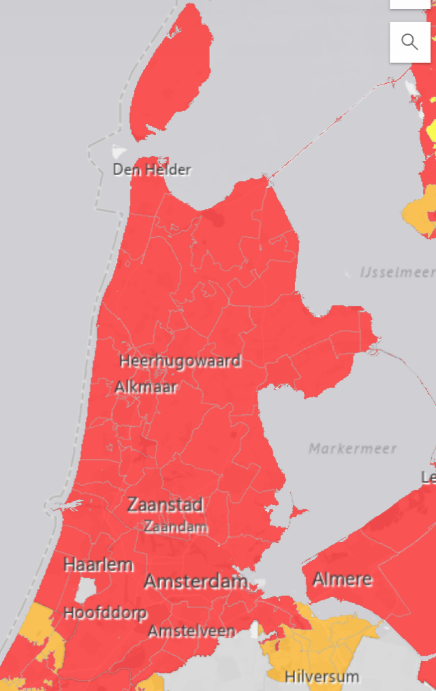 Den Helder
IJsselmeer
Heerhugowaard
Alkmaar
Markermeer
Le
Zaanstad
Zaandam
Haarlem
Amsterdam
Almere
Hoofddorp
Amstelveen
Hilversum